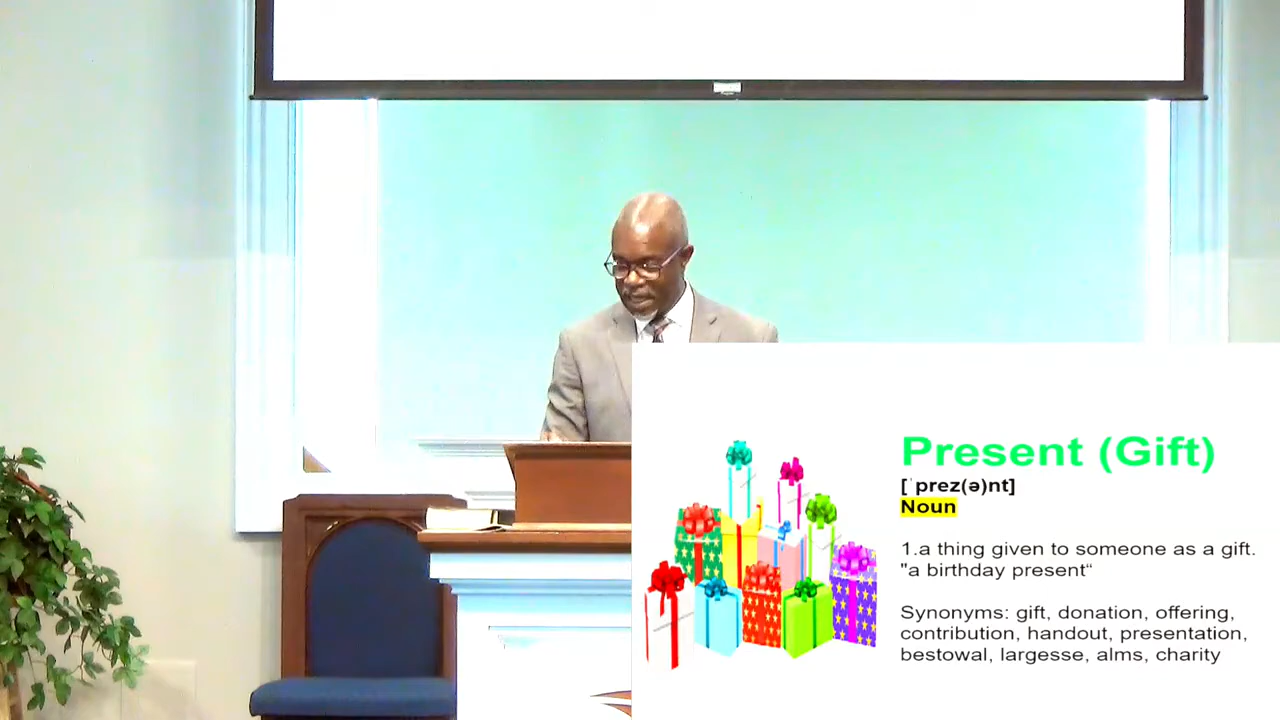 Present (Gift)
[ˈprez(ə)nt]
Noun
1.a thing given to someone as a gift.
"a birthday present“
Synonyms: gift, donation, offering,
contribution, handout, presentation,
bestowal, largesse, alms, charity